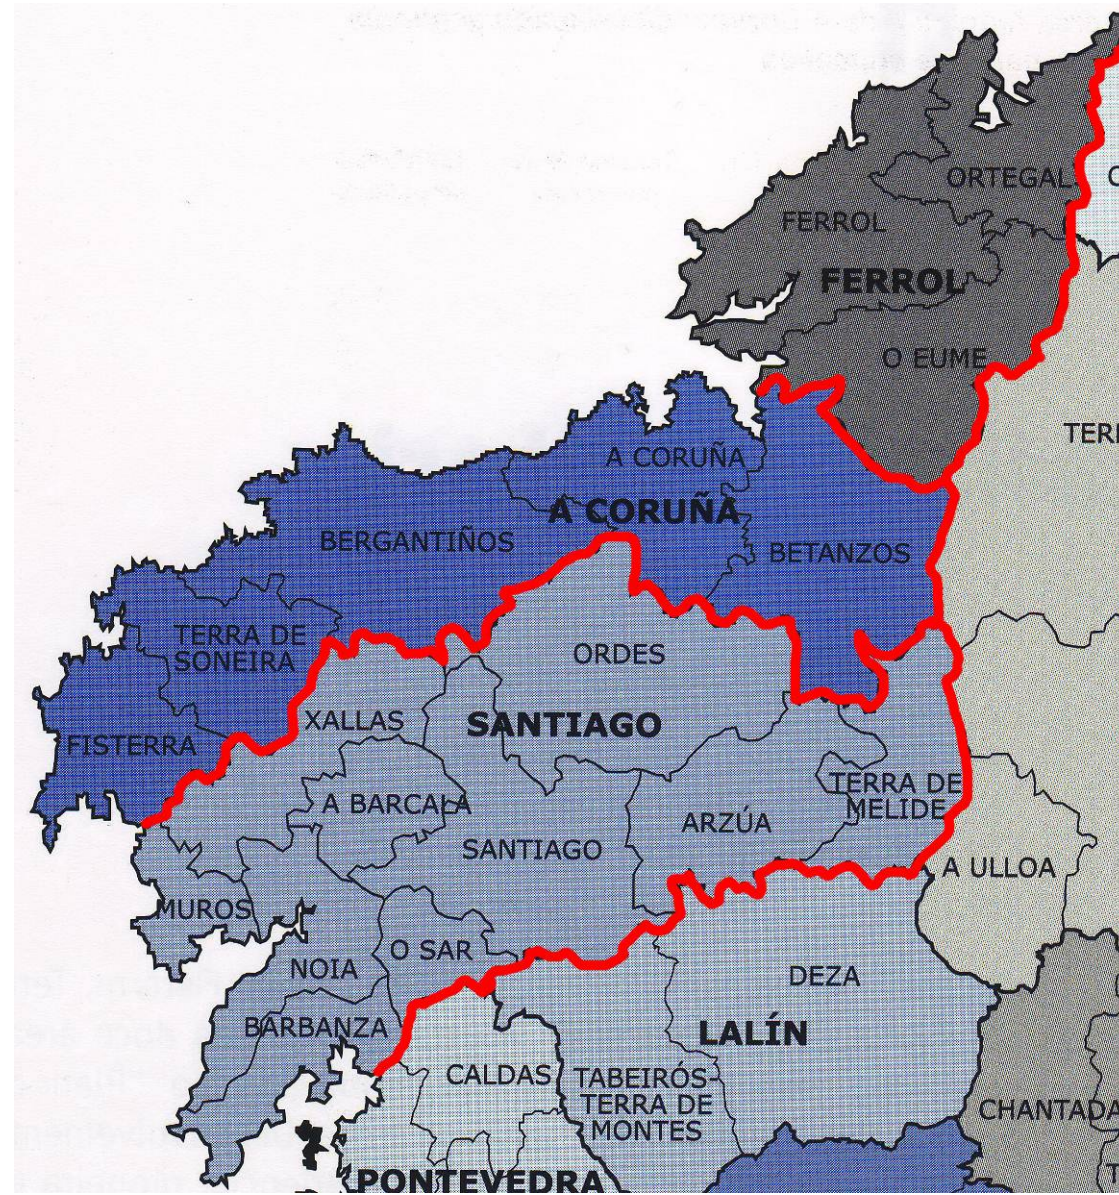 ORTEGAL
FERROL
FERROL
O EUME
A CORUÑA
A CORUÑA
BERGANTIÑOS
BETANZOS
TERRA DE
SONEIRA
ORDES
XALLAS
SANTIAGO
FISTERRA
A BARCALA
TERRA DE
MELIDE
ARZÚA
SANTIAGO
A ULLOA
MUROS
O SAR
NOIA
DEZA
BARBANZA
LALÍN
CALDAS
TABEIRÓS-
TERRA DE
MONTES
CHANTADA
PONTEVEDRA